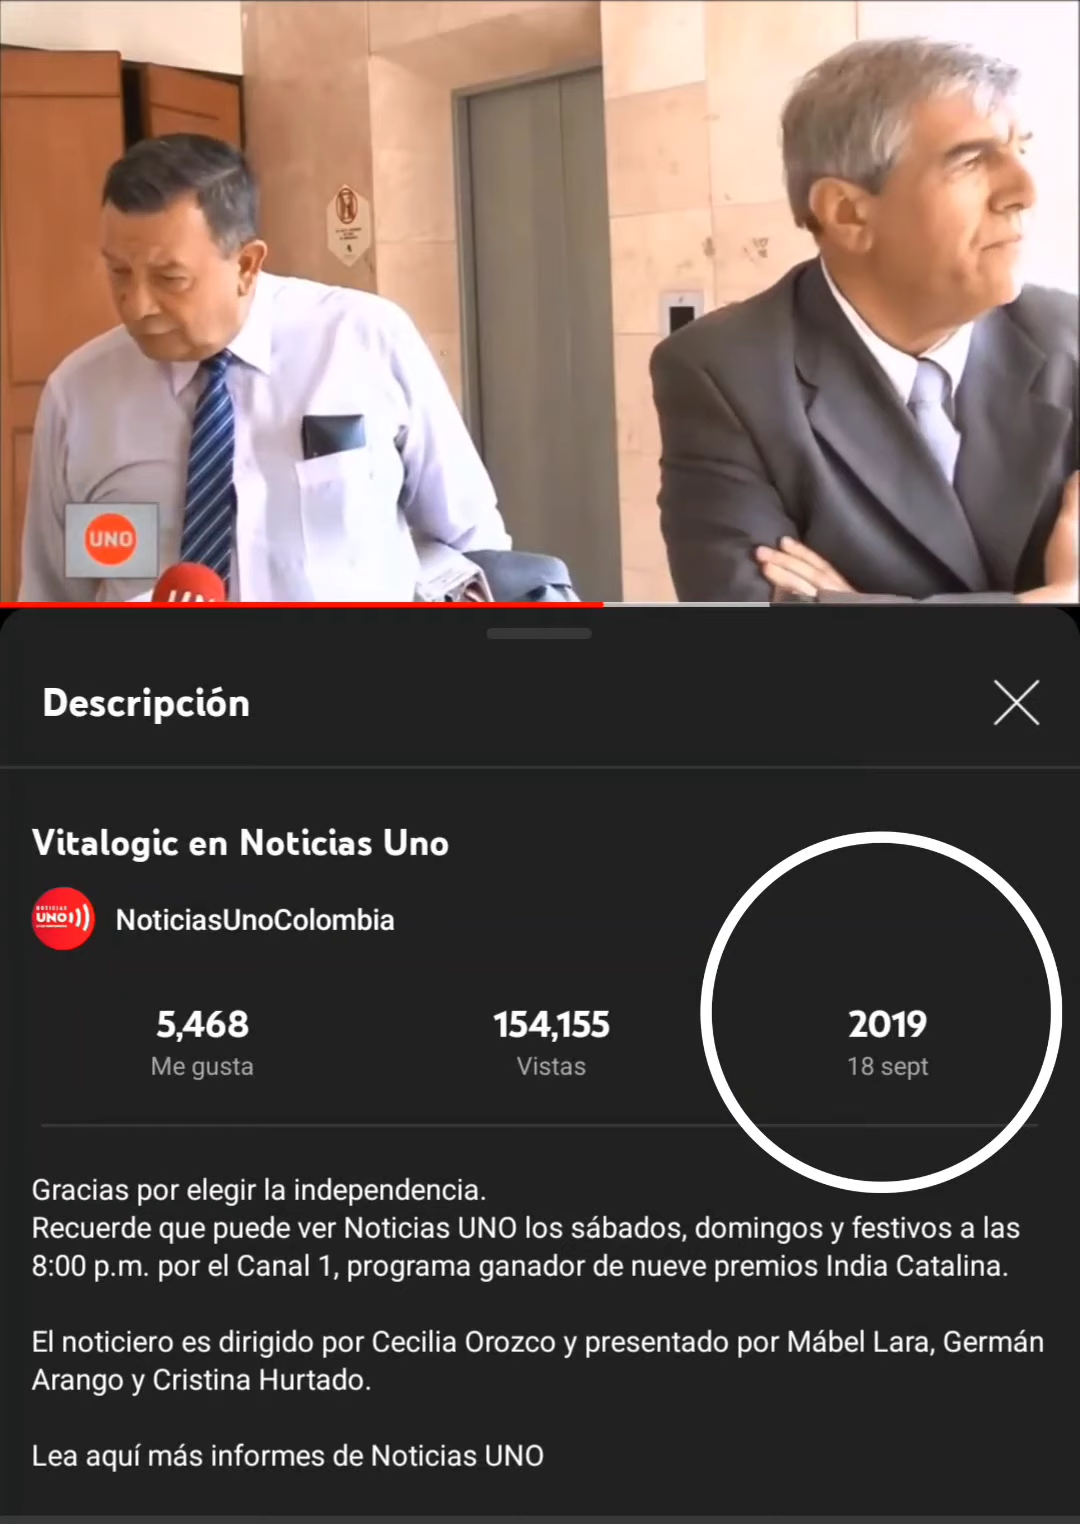 UNO
Descripción
Vitalogic en Noticias Uno
NOTICIAS
UNO
NoticiasUnoColombia
5,468
154,155
2019
Me gusta
Vistas
18 sept
Gracias por elegir la independencia.
Recuerde que puede ver Noticias UNO los sábados, domingos y festivos a las
8:00 p.m. por el Canal 1, programa ganador de nueve premios India Catalina.
El noticiero es dirigido por Cecilia Orozco y presentado por Mábel Lara, Germán
Arango y Cristina Hurtado.
Lea aquí más informes de Noticias UNO